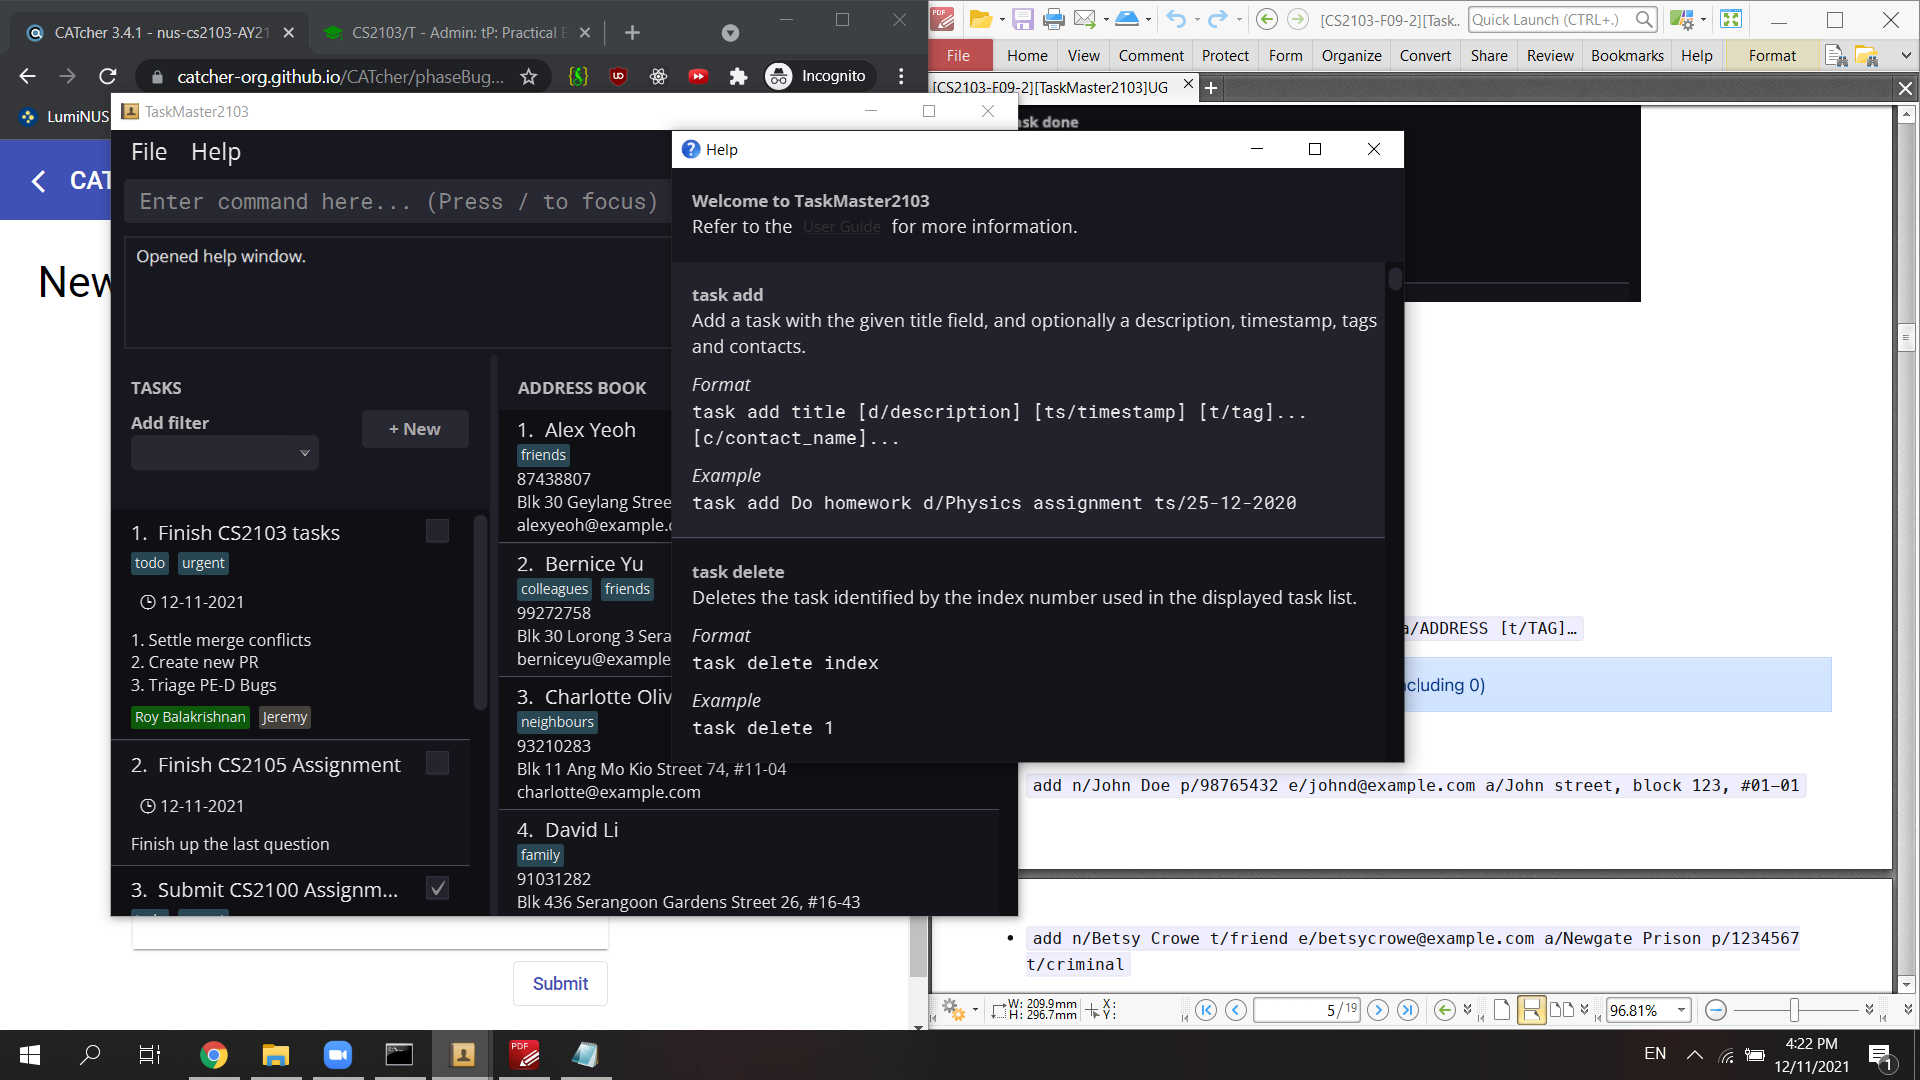 CATcher 3.4.1 - nus-cs2103-AY21
CS2103/T - Admin: tP: Practical E
catcher-org.github.io/CATcher/phaseBug...
Incognito
LumiNUS
CAT
New
Submit
TaskMaster2103
File Help
Enter command here... (Press / to focus)
Opened help window.
TASKS
Add filter
+ New
1. Finish CS2103 tasks
todo urgent
12-11-2021
1. Settle merge conflicts
2. Create new PR
3. Triage PE-D Bugs
Roy Balakrishnan Jeremy
2. Finish CS2105 Assignment
12-11-2021
Finish up the last question
3. Submit CS2100 Assignm...
ADDRESS BOOK
1. Alex Yeoh
friends
87438807
Blk 30 Geylang Stree
alexyeoh@example.
2. Bernice Yu
colleagues friends
99272758
Blk 30 Lorong 3 Sera
berniceyu@example
3. Charlotte Oliv
neighbours
93210283
Blk 11 Ang Mo Kio Street 74, #11-04
charlotte@example.com
4. David Li
family
91031282
Blk 436 Serangoon Gardens Street 26, #16-43
Help
Welcome to TaskMaster2103
Refer to the User Guide for more information.
task add
Add a task with the given title field, and optionally a description, timestamp, tags
and contacts.
Format
task add title [d/description] [ts/timestamp] [t/tag]...
[c/contact_name]...
Example
task add Do homework d/Physics assignment ts/25-12-2020
task delete
Deletes the task identified by the index number used in the displayed task list.
Format
task delete index
Example
task delete 1
[CS2103-F09-2][Task..
Quick Launch (CTRL+.)
File Home View Comment Protect Form Organize Convert Share Review Bookmarks Help Format
[CS2103-F09-2][TaskMaster2103]UG
ask done
a/ADDRESS [t/TAG]…
cluding 0)
add n/John Doe p/98765432 e/johnd@example.com a/John street, block 123, #01-01
• add n/Betsy Crowe t/friend e/betsycrowe@example.com a/Newgate Prison p/1234567
t/criminal
W: 209.9mm
H: 296.7mm
X:
Y:
5/19
96.81%
PDF
EN
4:22 PM
12/11/2021
1